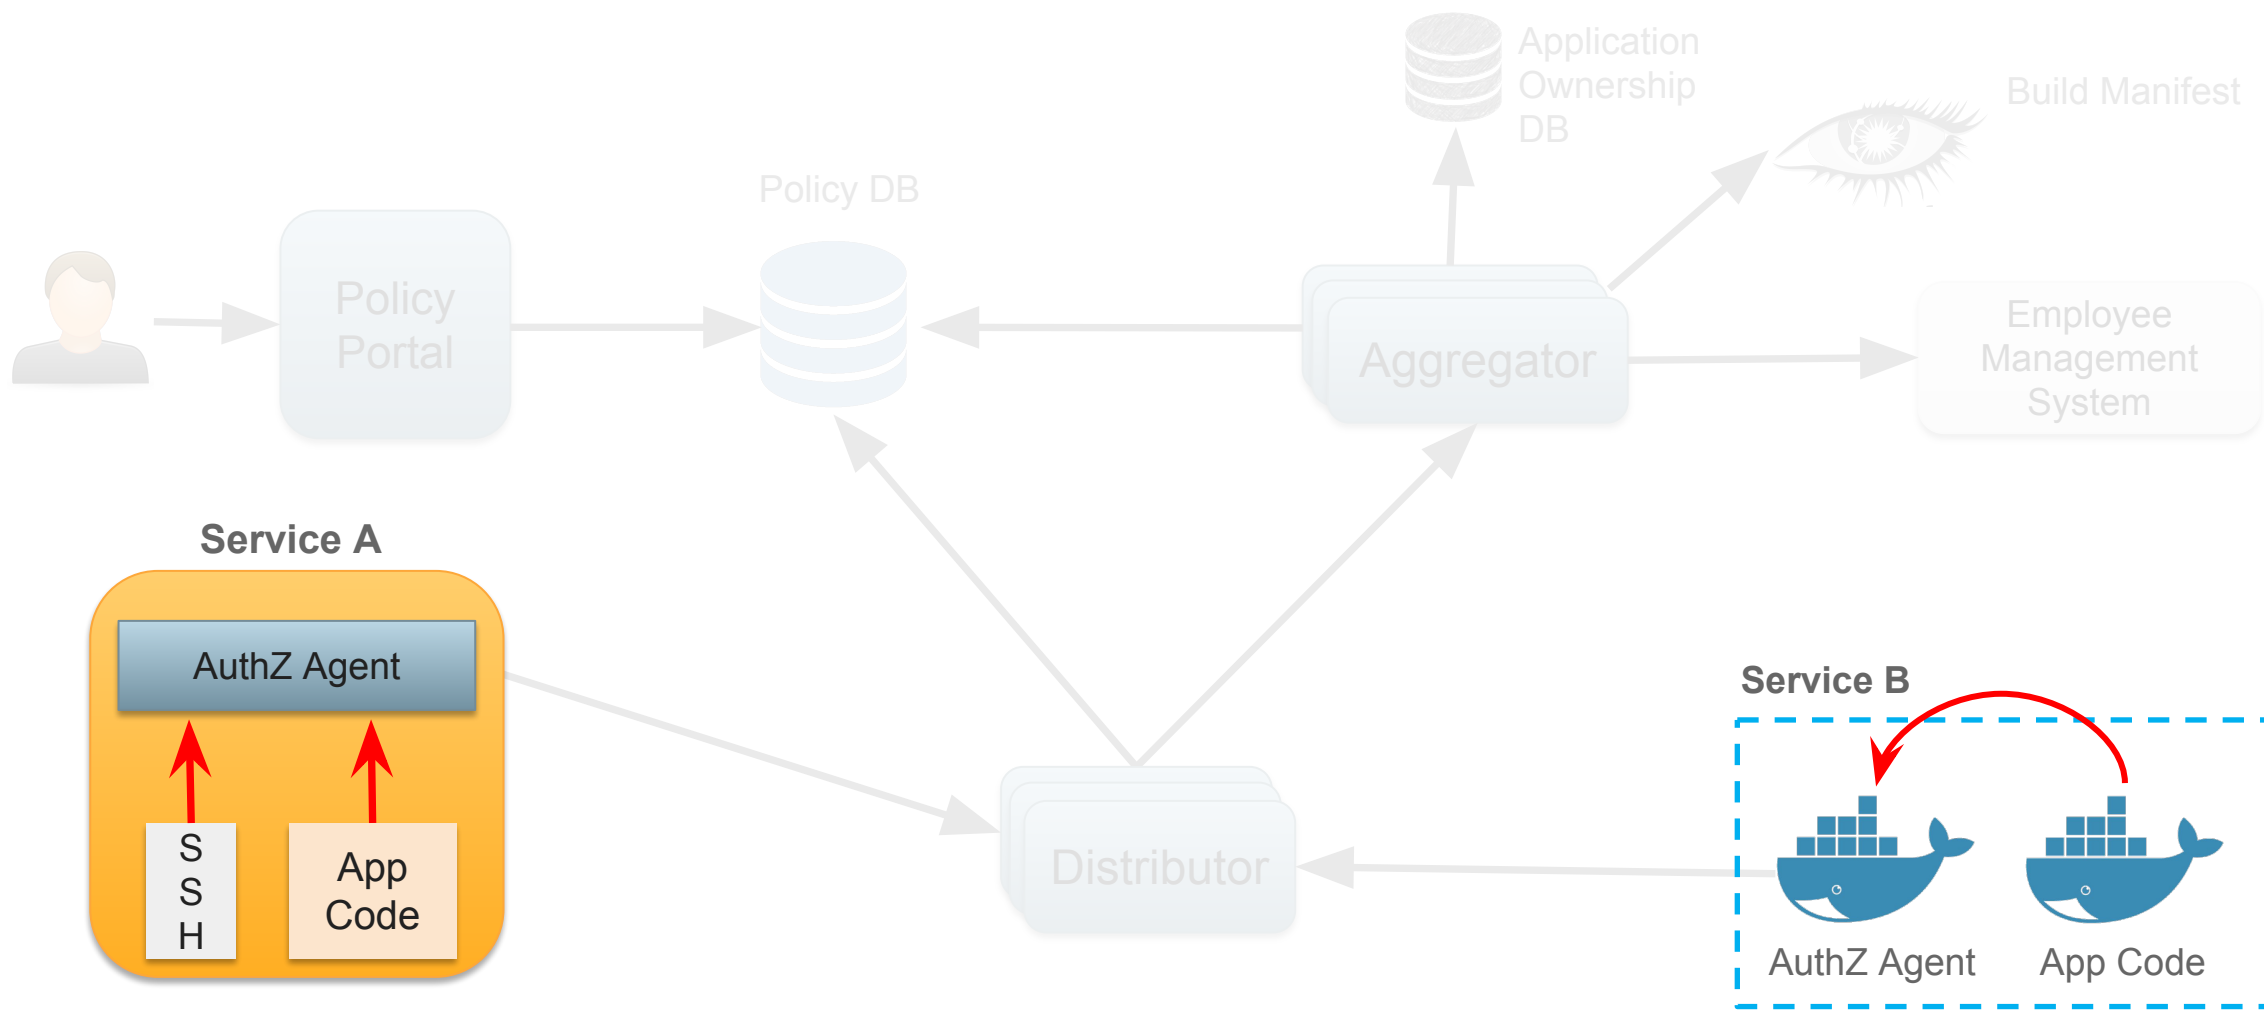 Application
Ownership
DB
Build Manifest
Policy DB
Policy
Portal
Aggregator
Employee
Management
System
Service A
AuthZ Agent
S
S
H
App
Code
Distributor
Service B
AuthZ Agent
App Code